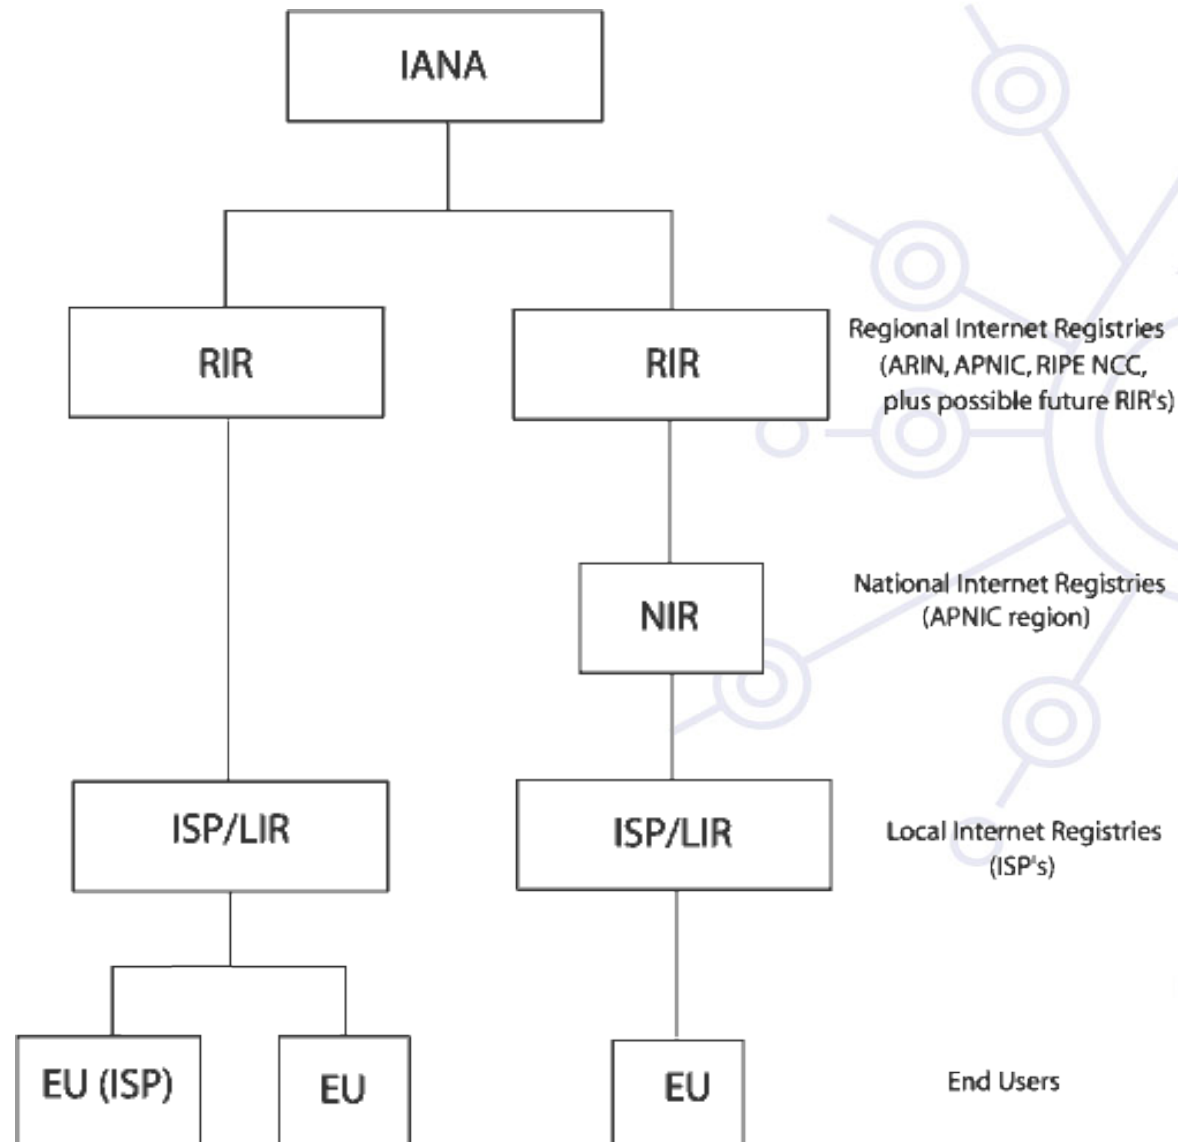 IANA
RIR
RIR
Regional Internet Registries
(ARIN, APNIC, RIPE NCC,
plus possible future RIR's)
NIR
National Internet Registries
(APNIC region)
ISP/LIR
ISP/LIR
Local Internet Registries
(ISP's)
EU (ISP)
EU
EU
End Users